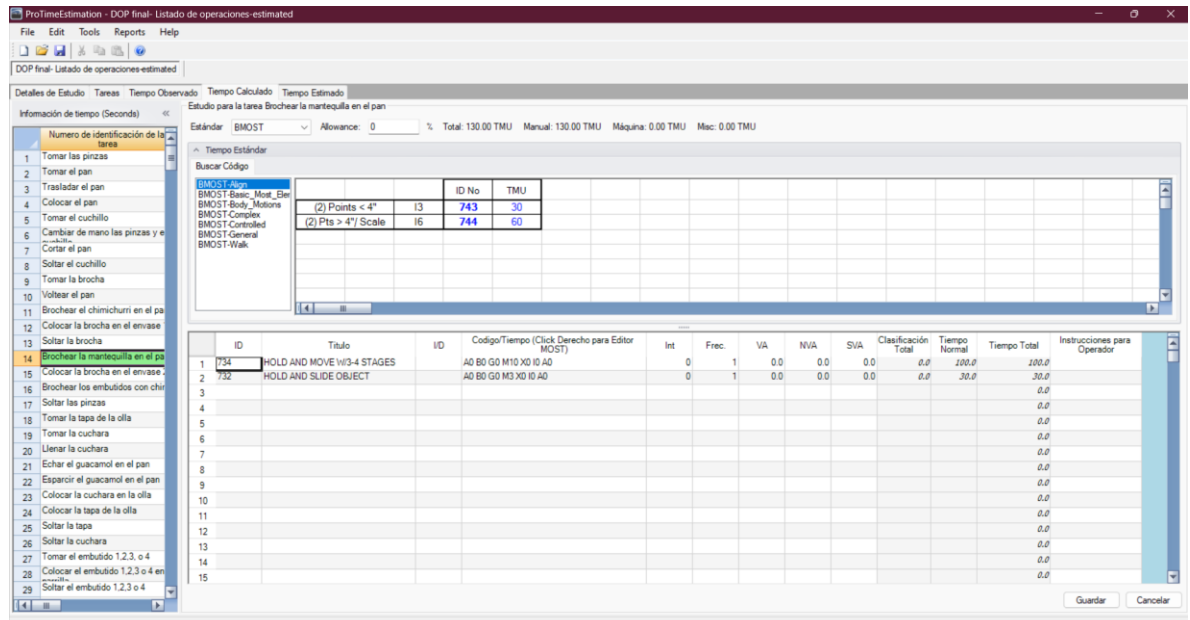 ProTimeEstimation - DOP final- Listado de operaciones-estimated
File Edit Tools Reports Help
DOP final- Listado de operaciones-estimated
Detalles de Estudio Tareas Tiempo Observado Tiempo Calculado Tiempo Estimado
Información de tiempo (Seconds)
Numero de identificación de la tarea
1 Tomar las pinzas
2 Tomar el pan
3 Trasladar el pan
4 Colocar el pan
5 Tomar el cuchillo
6 Cambiar de mano las pinzas y e
7 Cortar el pan
8 Soltar el cuchillo
9 Tomar la brocha
10 Voltear el pan
11 Brochear el chimichurri en el pa
12 Colocar la brocha en el envase
13 Soltar la brocha
14 Brochear la mantequilla en el pa
15 Colocar la brocha en el envase
16 Brochear los embutidos con chir
17 Soltar las pinzas
18 Tomar la tapa de la olla
19 Tomar la cuchara
20 Llenar la cuchara
21 Echar el guacamol en el pan
22 Esparcir el guacamol en el pan
23 Colocar la cuchara en la olla
24 Colocar la tapa de la olla
25 Soltar la tapa
26 Soltar la cuchara
27 Tomar el embutido 1,2,3, o 4
28 Colocar el embutido 1,2,3 o 4 en
29 Soltar el embutido 1,2,3 o 4
Estudio para la tarea Brochear la mantequilla en el pan
Estándar BMOST Allowance: 0 % Total: 130.00 TMU Manual: 130.00 TMU Máquina: 0.00 TMU Misc: 0.00 TMU
Tiempo Estándar
Buscar Código
BMOST-Align
BMOST-Basic_Most_Eler
BMOST-Body_Motions
BMOST-Complex
BMOST-Controlled
BMOST-General
BMOST-Walk
ID No TMU
(2) Points < 4" I3 743 30
(2) Pts > 4"/ Scale I6 744 60
ID Titulo I/D Codigo/Tiempo (Click Derecho para Editor MOST) Int Frec. VA NVA SVA Clasificación Total Tiempo Normal Tiempo Total Instrucciones para Operador
1 734 HOLD AND MOVE W/3-4 STAGES A0 B0 G0 M10 X0 I0 A0 0 1 0.0 0.0 0.0 0.0 100.0 100.0
2 732 HOLD AND SLIDE OBJECT A0 B0 G0 M3 X0 I0 A0 0 1 0.0 0.0 0.0 0.0 30.0 30.0
3 0.0
4 0.0
5 0.0
6 0.0
7 0.0
8 0.0
9 0.0
10 0.0
11 0.0
12 0.0
13 0.0
14 0.0
15 0.0
Guardar Cancelar